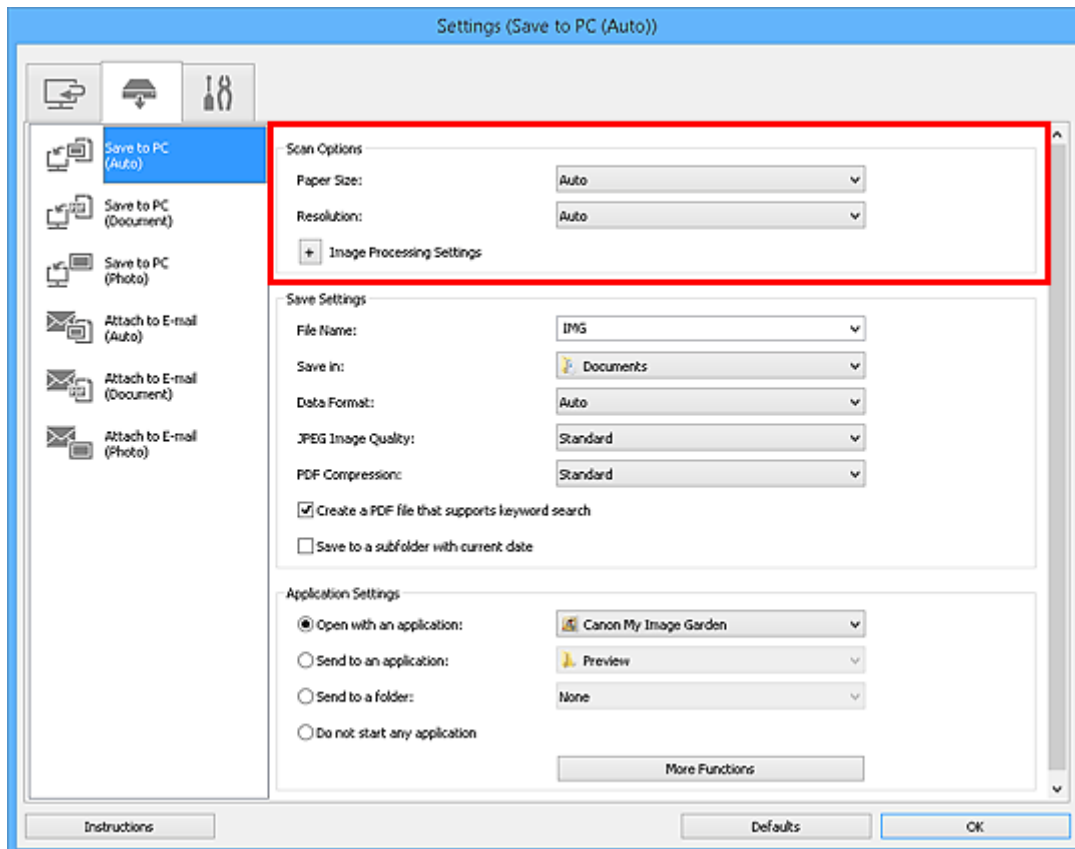 Settings (Save to PC (Auto))
Save to PC
(Auto)
Save to PC
(Document)
Save to PC
(Photo)
Attach to E-mail
(Auto)
Attach to E-mail
(Document)
Attach to E-mail
(Photo)
Scan Options
Paper Size: Auto
Resolution: Auto
+ Image Processing Settings
Save Settings
File Name: IMG
Save in: Documents
Data Format: Auto
JPEG Image Quality: Standard
PDF Compression: Standard
Create a PDF file that supports keyword search
Save to a subfolder with current date
Application Settings
Open with an application: Canon My Image Garden
Send to an application: Preview
Send to a folder: None
Do not start any application
More Functions
Instructions Defaults OK